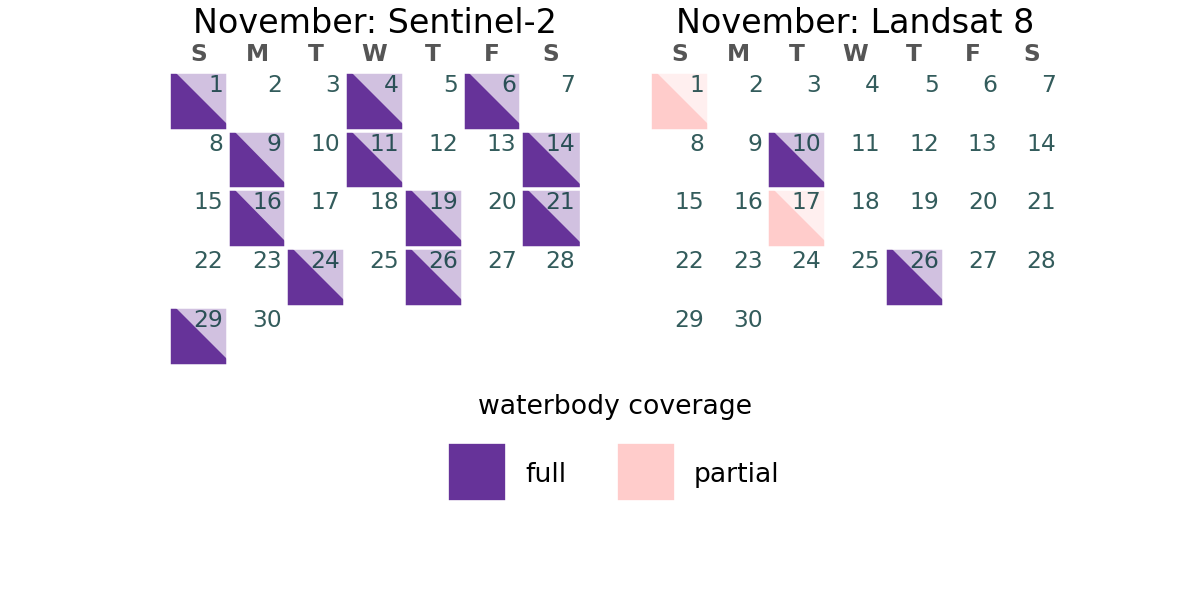 November: Sentinel-2
S M T W T F S
1 2 3 4 5 6 7
8 9 10 11 12 13 14
15 16 17 18 19 20 21
22 23 24 25 26 27 28
29 30
November: Landsat 8
S M T W T F S
1 2 3 4 5 6 7
8 9 10 11 12 13 14
15 16 17 18 19 20 21
22 23 24 25 26 27 28
29 30
waterbody coverage
full
partial